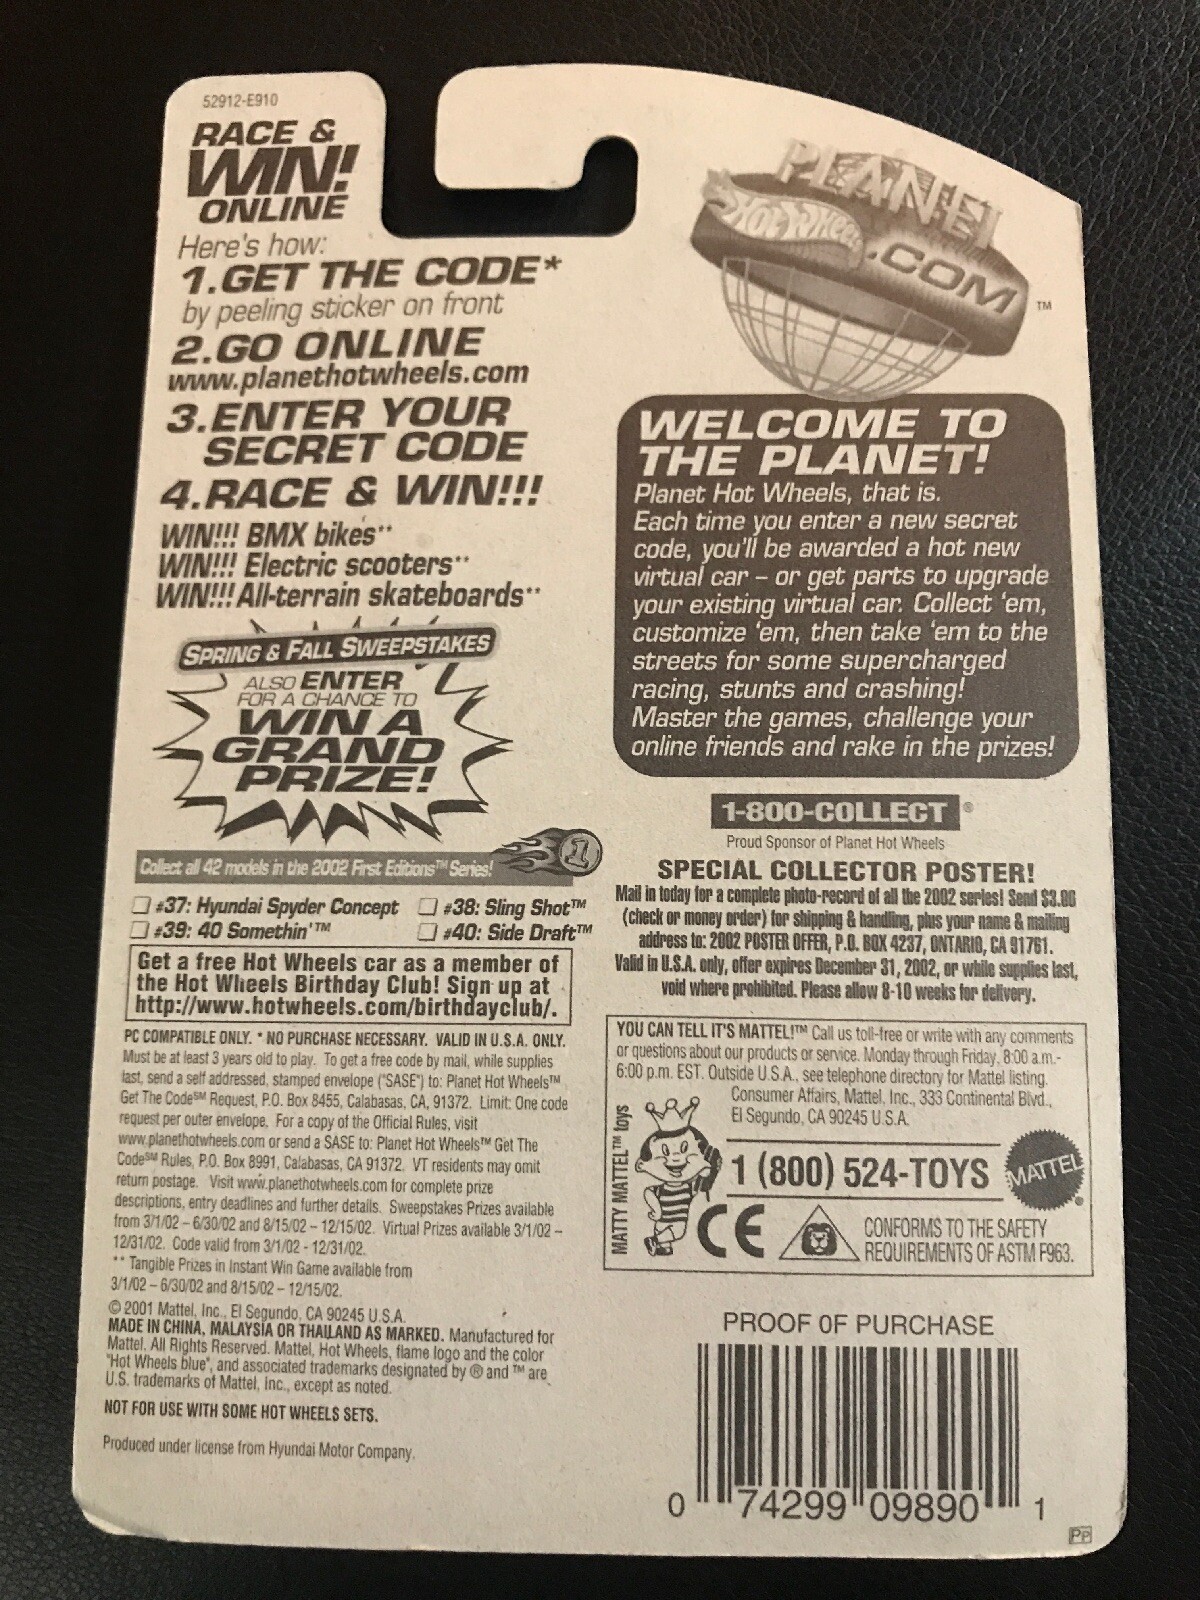 52912-E910
RACE &
WIN!
ONLINE
Here's how:
1.GET THE CODE*
by peeling sticker on front
2.GO ONLINE
www.planethotwheels.com
3.ENTER YOUR
SECRET CODE
4.RACE & WIN!!!
WIN!!! BMX bikes**
WIN!!! Electric scooters**
WIN!!! All-terrain skateboards**
SPRING & FALL SWEEPSTAKES
ALSO ENTER
FOR A CHANCE TO
WIN A
GRAND
PRIZE!
Collect all 42 models in the 2002 First Editions™ Series!
1
#37: Hyundai Spyder Concept
#38: Sling Shot™
#39: 40 Somethin'™
#40: Side Draft™
Get a free Hot Wheels car as a member of
the Hot Wheels Birthday Club! Sign up at
http://www.hotwheels.com/birthdayclub/.
PC COMPATIBLE ONLY. * NO PURCHASE NECESSARY. VALID IN U.S.A. ONLY.
Must be at least 3 years old to play. To get a free code by mail, while supplies
last, send a self addressed, stamped envelope ("SASE") to: Planet Hot Wheels™
Get The Code℠ Request, P.O. Box 8455, Calabasas, CA, 91372. Limit: One code
request per outer envelope. For a copy of the Official Rules, visit
www.planethotwheels.com or send a SASE to: Planet Hot Wheels™ Get The
Code℠ Rules, P.O. Box 8991, Calabasas, CA 91372. VT residents may omit
return postage. Visit www.planethotwheels.com for complete prize
descriptions, entry deadlines and further details. Sweepstakes Prizes available
from 3/1/02 – 6/30/02 and 8/15/02 – 12/15/02. Virtual Prizes available 3/1/02 –
12/31/02. Code valid from 3/1/02 - 12/31/02.
** Tangible Prizes in Instant Win Game available from
3/1/02 – 6/30/02 and 8/15/02 – 12/15/02.
© 2001 Mattel, Inc., El Segundo, CA 90245 U.S.A.
MADE IN CHINA, MALAYSIA OR THAILAND AS MARKED. Manufactured for
Mattel. All Rights Reserved. Mattel, Hot Wheels, flame logo and the color
"Hot Wheels blue", and associated trademarks designated by ® and ™ are
U.S. trademarks of Mattel, Inc., except as noted.
NOT FOR USE WITH SOME HOT WHEELS SETS.
Produced under license from Hyundai Motor Company.
PLANET
Hot Wheels
.COM
™
WELCOME TO
THE PLANET!
Planet Hot Wheels, that is.
Each time you enter a new secret
code, you'll be awarded a hot new
virtual car – or get parts to upgrade
your existing virtual car. Collect 'em,
customize 'em, then take 'em to the
streets for some supercharged
racing, stunts and crashing!
Master the games, challenge your
online friends and rake in the prizes!
1-800-COLLECT®
Proud Sponsor of Planet Hot Wheels
SPECIAL COLLECTOR POSTER!
Mail in today for a complete photo-record of all the 2002 series! Send $3.00
(check or money order) for shipping & handling, plus your name & mailing
address to: 2002 POSTER OFFER, P.O. BOX 4237, ONTARIO, CA 91761.
Valid in U.S.A. only, offer expires December 31, 2002, or while supplies last,
void where prohibited. Please allow 8-10 weeks for delivery.
YOU CAN TELL IT'S MATTEL!™ Call us toll-free or write with any comments
or questions about our products or service. Monday through Friday, 8:00 a.m.-
6:00 p.m. EST. Outside U.S.A., see telephone directory for Mattel listing.
Consumer Affairs, Mattel, Inc., 333 Continental Blvd.,
El Segundo, CA 90245 U.S.A.
MATTY MATTEL™ toys
1 (800) 524-TOYS
MATTEL®
CE
CONFORMS TO THE SAFETY
REQUIREMENTS OF ASTM F963.
PROOF OF PURCHASE
0 74299 09890 1
PP